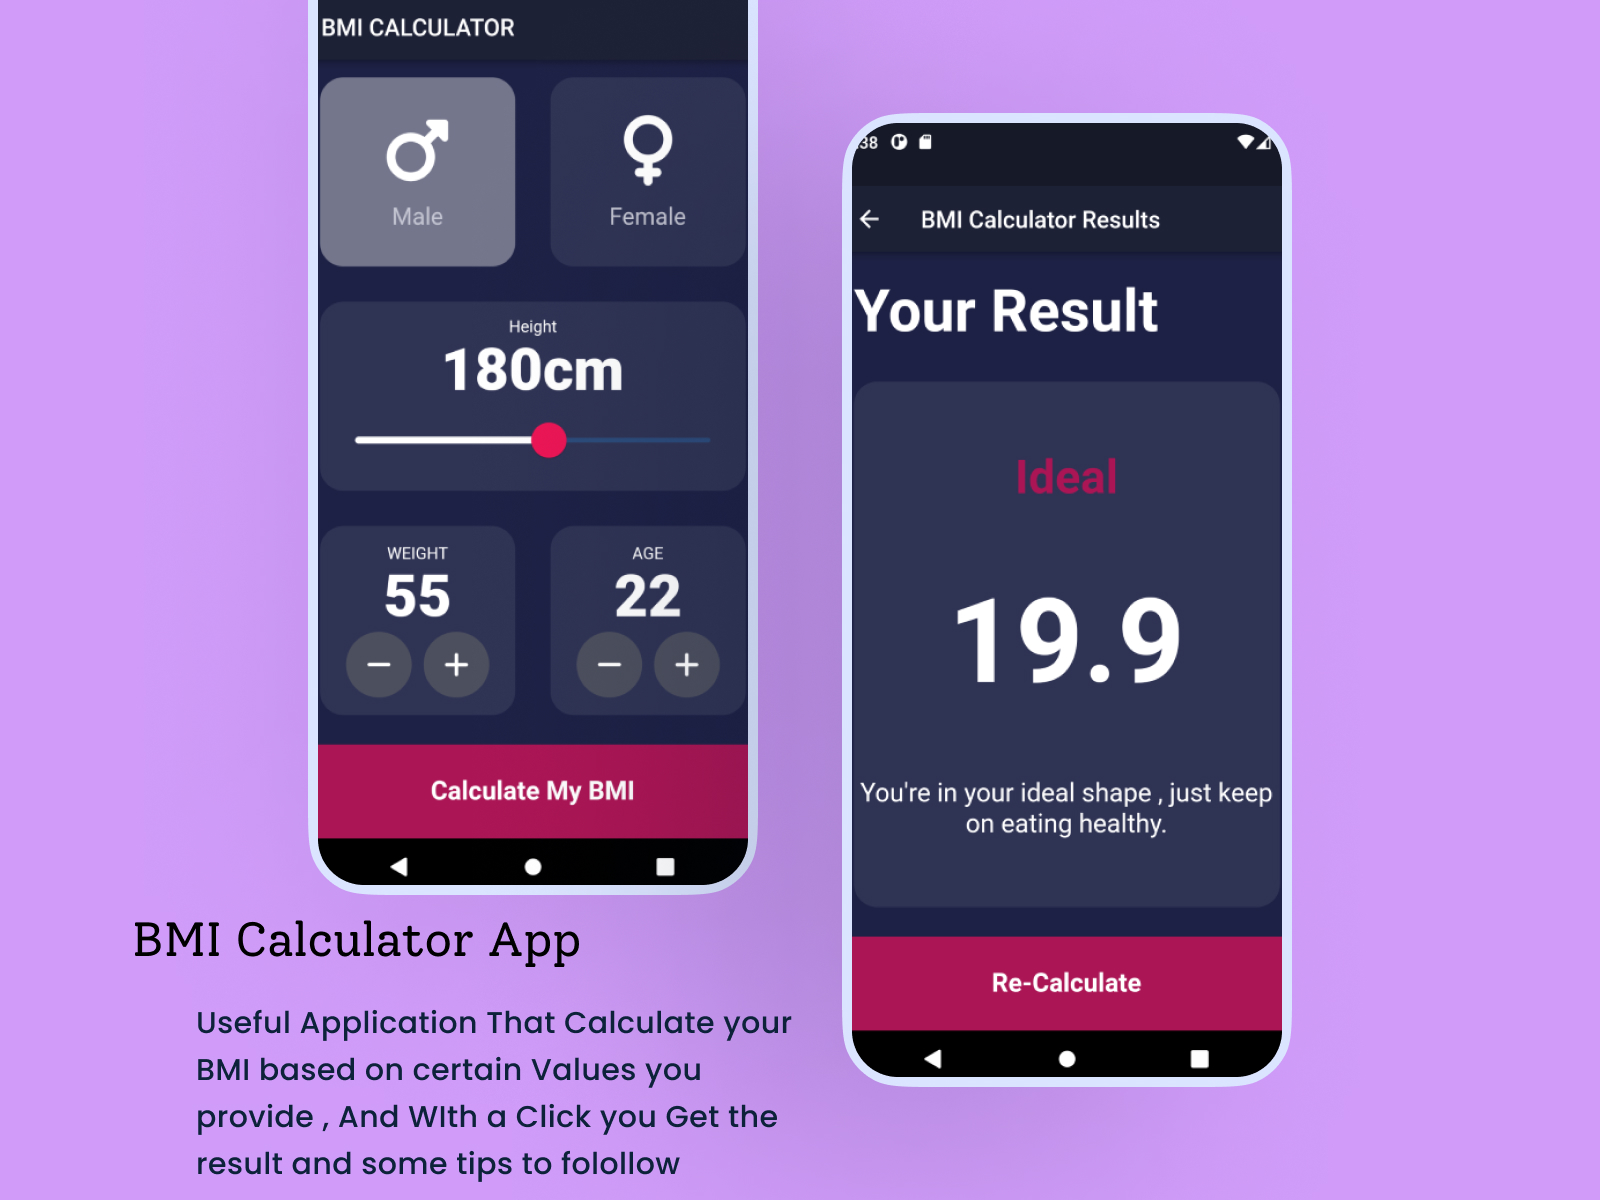 BMI CALCULATOR
Male
Female
Height
180cm
WEIGHT
55
AGE
22
Calculate My BMI
:38
BMI Calculator Results
Your Result
Ideal
19.9
You're in your ideal shape , just keep
on eating healthy.
Re-Calculate
BMI Calculator App
Useful Application That Calculate your
BMI based on certain Values you
provide , And WIth a Click you Get the
result and some tips to folollow